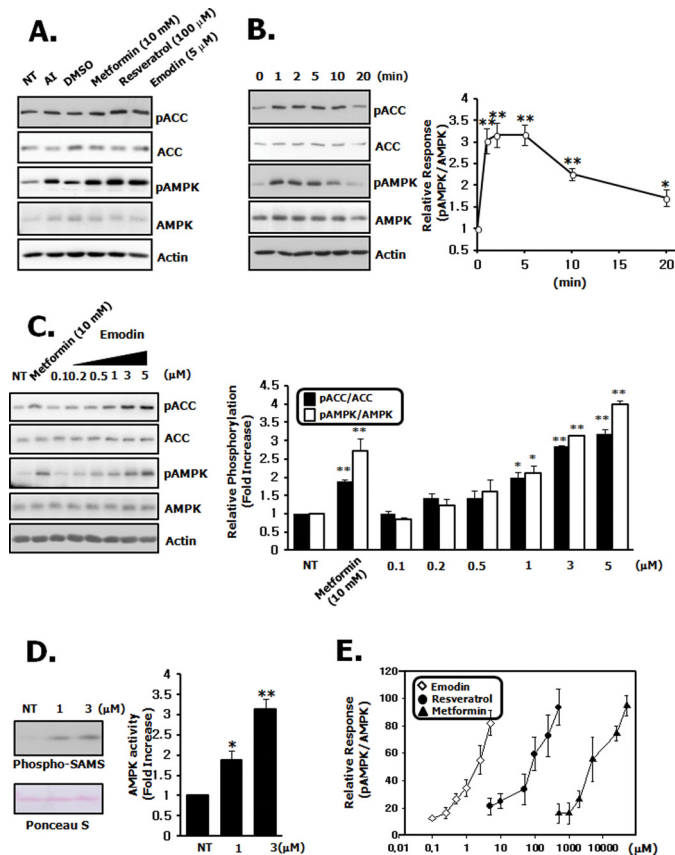 A.
NT AI DMSO Metformin (10 mM) Resveratrol (100 μM) Emodin (5 μM)
pACC
ACC
pAMPK
AMPK
Actin
B.
0 1 2 5 10 20 (min)
pACC
ACC
pAMPK
AMPK
Actin
Relative Response
(pAMPK/AMPK)
4
3.5
3
2.5
2
1.5
1
0.5
** ** ** ** *
0 5 10 15 20
(min)
C.
NT Metformin (10 mM) Emodin
0.1 0.2 0.5 1 3 5 (μM)
pACC
ACC
pAMPK
AMPK
Actin
Relative Phosphorylation
(Fold Increase)
4.5
4
3.5
3
2.5
2
1.5
1
0.5
0
pACC/ACC
pAMPK/AMPK
** ** * * ** ** ** **
NT Metformin (10 mM) 0.1 0.2 0.5 1 3 5 (μM)
D.
NT 1 3 (μM)
Phospho-SAMS
Ponceau S
AMPK activity
(Fold Increase)
4
3.5
3
2.5
2
1.5
1
0.5
0
* **
NT 1 3(μM)
E.
Relative Response
(pAMPK/AMPK)
120
100
80
60
40
20
0
Emodin
Resveratrol
Metformin
0,01 0,1 1 10 100 1000 10000 μM